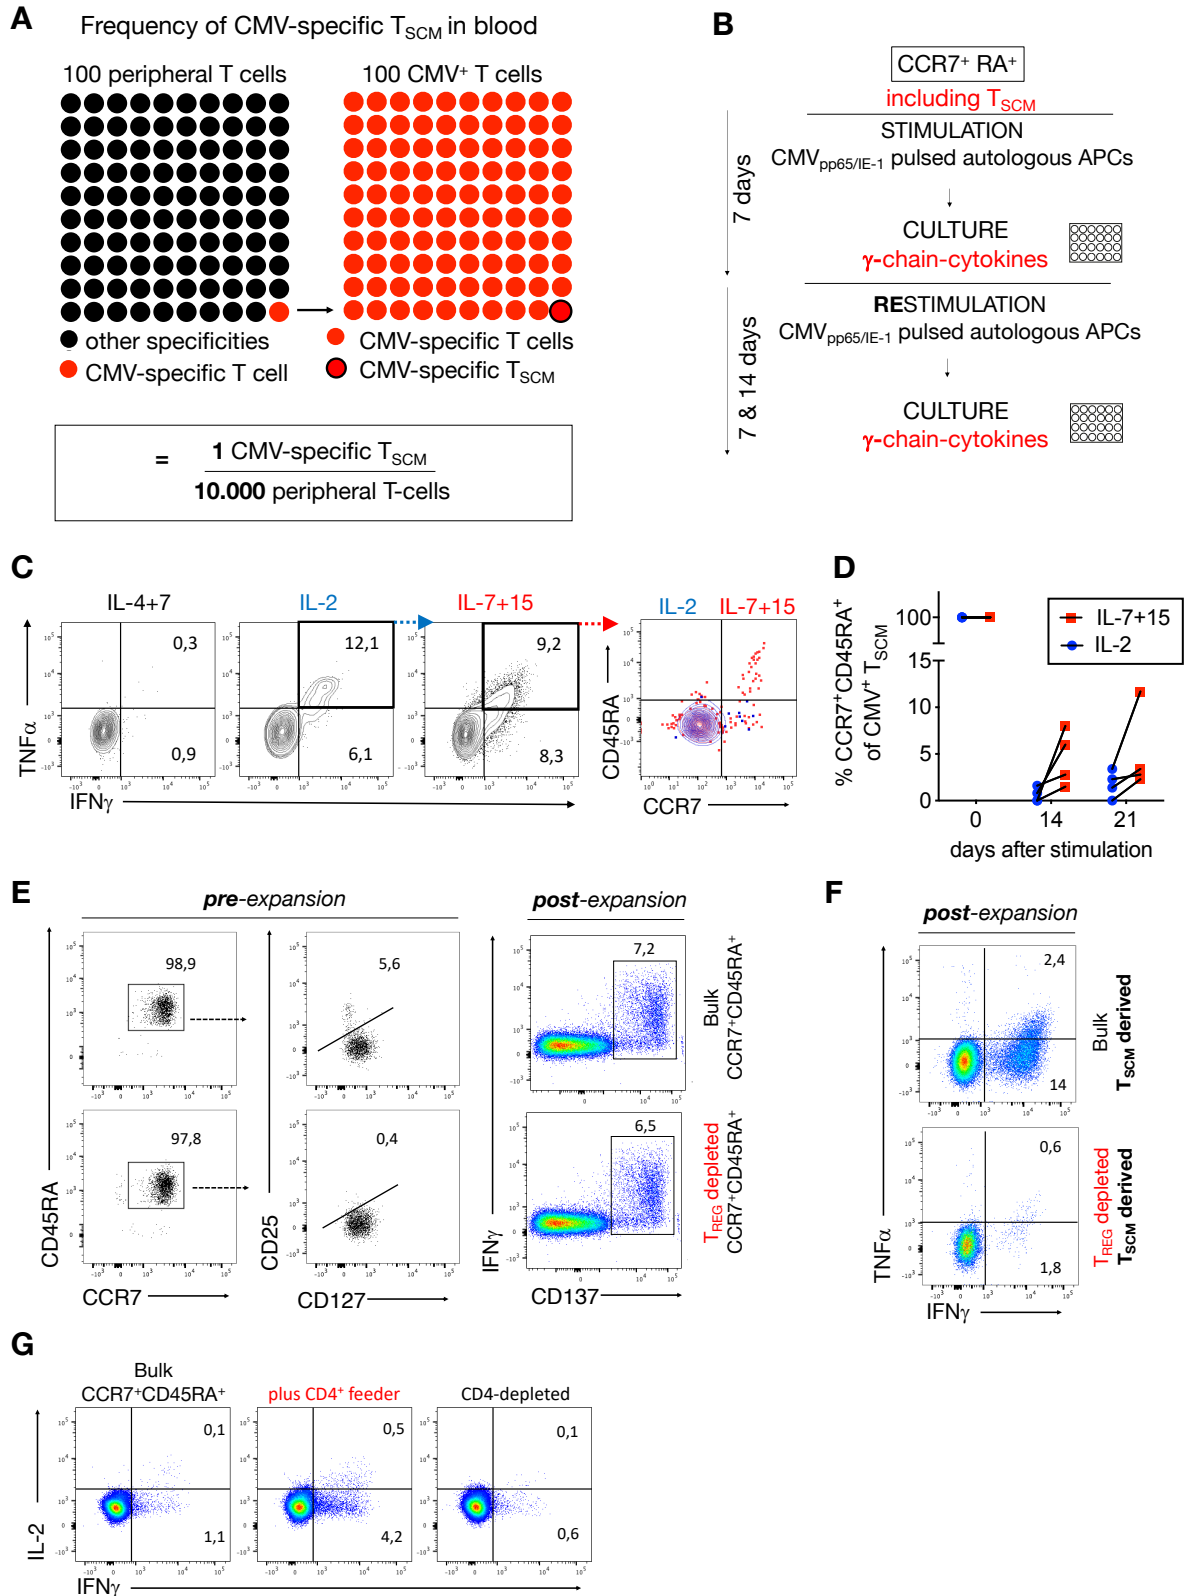 A
Frequency of CMV-specific TSCM in blood
100 peripheral T cells
100 CMV+ T cells
other specificities
CMV-specific T cell
CMV-specific T cells
CMV-specific TSCM
= 1 CMV-specific TSCM
10.000 peripheral T-cells
B
CCR7+ RA+
including TSCM
STIMULATION
CMVpp65/IE-1 pulsed autologous APCs
CULTURE
γ-chain-cytokines
7 days
RESTIMULATION
CMVpp65/IE-1 pulsed autologous APCs
CULTURE
γ-chain-cytokines
7 & 14 days
C
IL-4+7
IL-2
IL-7+15
IL-2
IL-7+15
0,3
12,1
9,2
0,9
6,1
8,3
TNFα
IFNγ
CD45RA
CCR7
D
IL-7+15
IL-2
% CCR7+CD45RA+
of CMV+ TSCM
100
15
10
5
0
0
14
21
days after stimulation
E
pre-expansion
post-expansion
98,9
5,6
7,2
Bulk
CCR7+CD45RA+
97,8
0,4
6,5
TREG depleted
CCR7+CD45RA+
CD45RA
CCR7
CD25
CD127
IFNγ
CD137
F
post-expansion
2,4
14
Bulk
TSCM derived
0,6
1,8
TREG depleted
TSCM derived
TNFα
IFNγ
G
Bulk
CCR7+CD45RA+
plus CD4+ feeder
CD4-depleted
0,1
0,5
0,1
1,1
4,2
0,6
IL-2
IFNγ